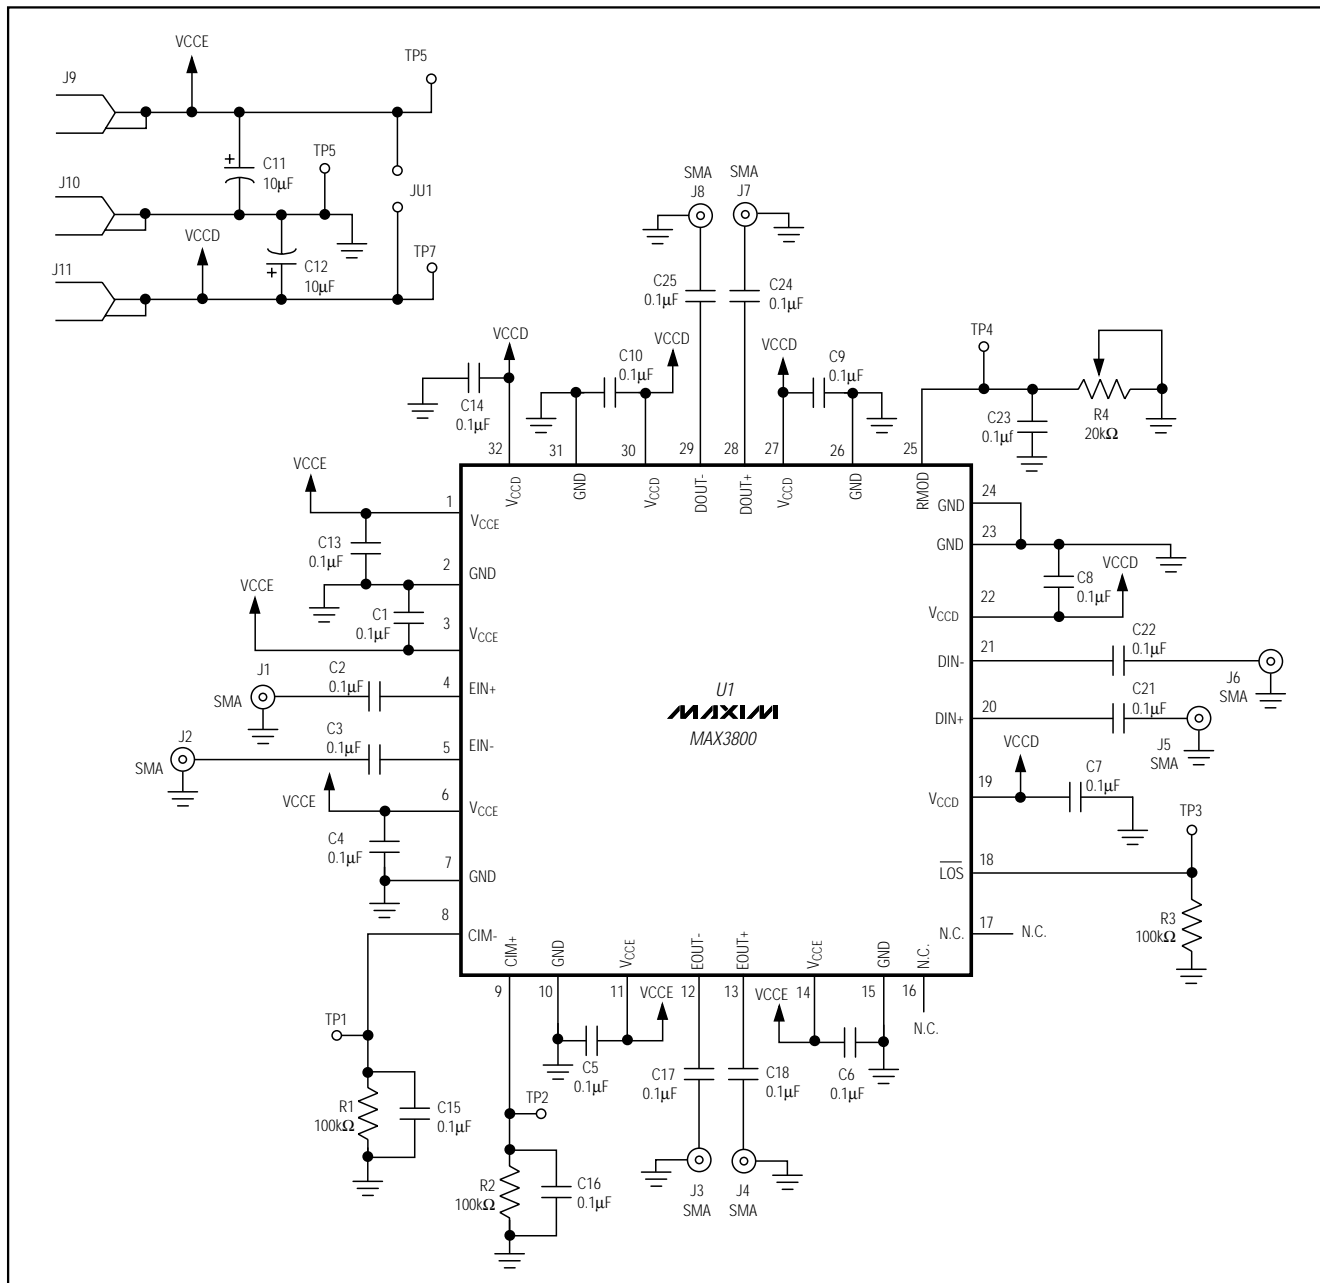 VCCE
TP5
J9
C11
10µF
+
TP5
J10
JU1
VCCD
J11
C12
10µF
+
TP7
SMA
J8
SMA
J7
C25
0.1µF
C24
0.1µF
VCCD
C14
0.1µF
C10
0.1µF
VCCD
VCCD
C9
0.1µF
TP4
C23
0.1µf
R4
20kΩ
32
31
30
29
28
27
26
25
VCCD
GND
VCCD
DOUT-
DOUT+
VCCD
GND
RMOD
VCCE
1
VCCE
C13
0.1µF
2
GND
VCCE
C1
0.1µF
3
VCCE
J1
SMA
C2
0.1µF
4
EIN+
J2
SMA
C3
0.1µF
5
EIN-
VCCE
6
VCCE
C4
0.1µF
7
GND
8
CIM-
U1
MAXIM
MAX3800
24
GND
23
GND
C8
0.1µF
VCCD
22
VCCD
21
DIN-
C22
0.1µF
J6
SMA
20
DIN+
C21
0.1µF
J5
SMA
VCCD
19
VCCD
C7
0.1µF
TP3
18
LOS
R3
100kΩ
17
N.C.
N.C.
CIM+
GND
VCCE
EOUT-
EOUT+
VCCE
GND
N.C.
9
10
11
VCCE
12
13
VCCE
14
15
16
N.C.
TP1
C5
0.1µF
C17
0.1µF
C18
0.1µF
C6
0.1µF
R1
100kΩ
C15
0.1µF
TP2
R2
100kΩ
C16
0.1µF
J3
SMA
J4
SMA